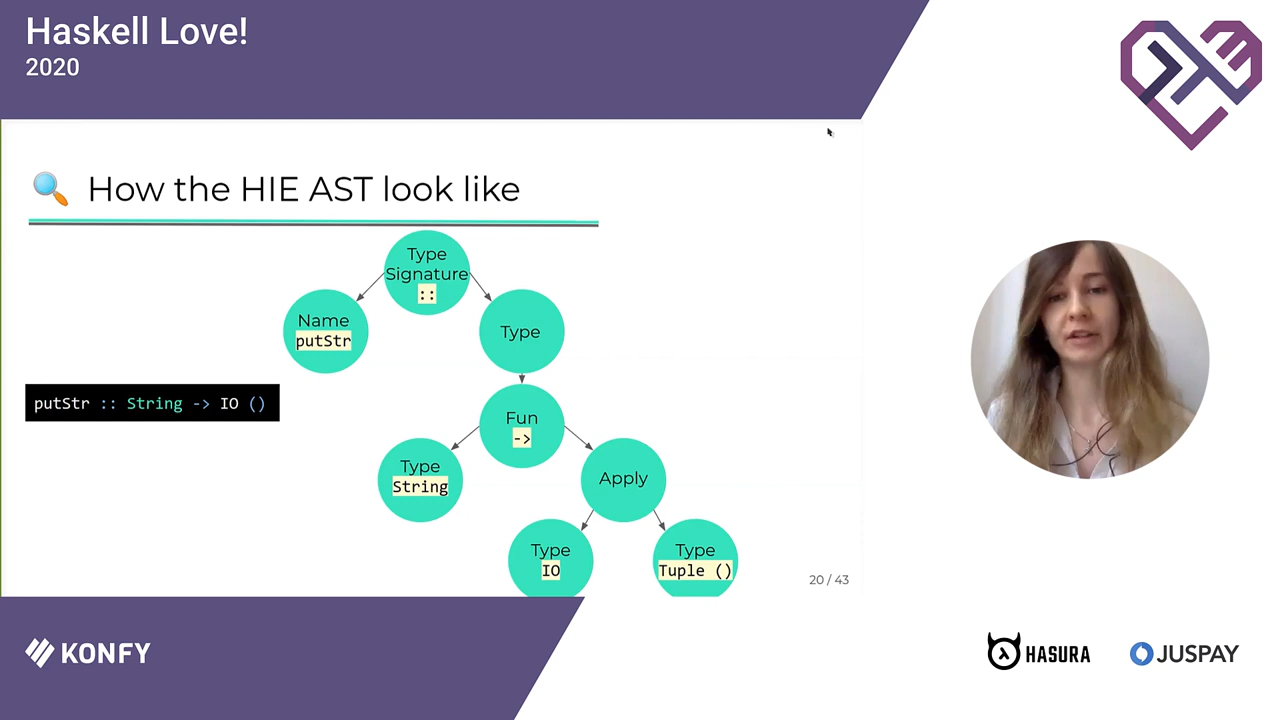 Haskell Love!
2020
How the HIE AST look like
Type
Signature
::
Name
putStr
Type
putStr :: String -> IO ()
Fun
->
Type
String
Apply
Type
IO
Type
Tuple ()
20 / 43
KONFY
HASURA
JUSPAY